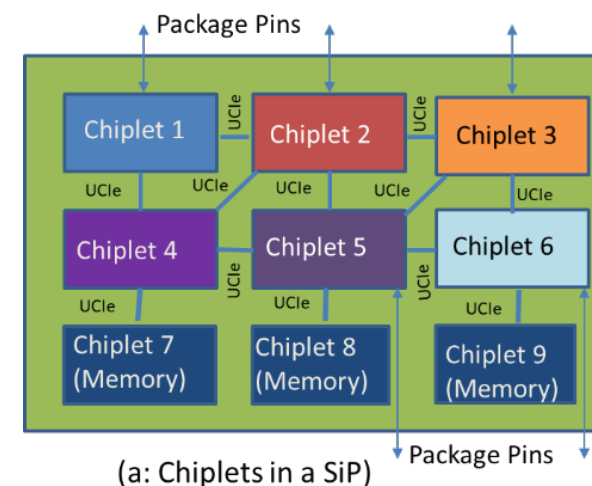 Package Pins
Chiplet 1
UCIe
Chiplet 2
UCIe
Chiplet 3
UCIe
UCIe
UCIe
UCIe
UCIe
Chiplet 4
UCIe
Chiplet 5
UCIe
Chiplet 6
UCIe
UCIe
UCIe
Chiplet 7
(Memory)
Chiplet 8
(Memory)
Chiplet 9
(Memory)
Package Pins
(a: Chiplets in a SiP)